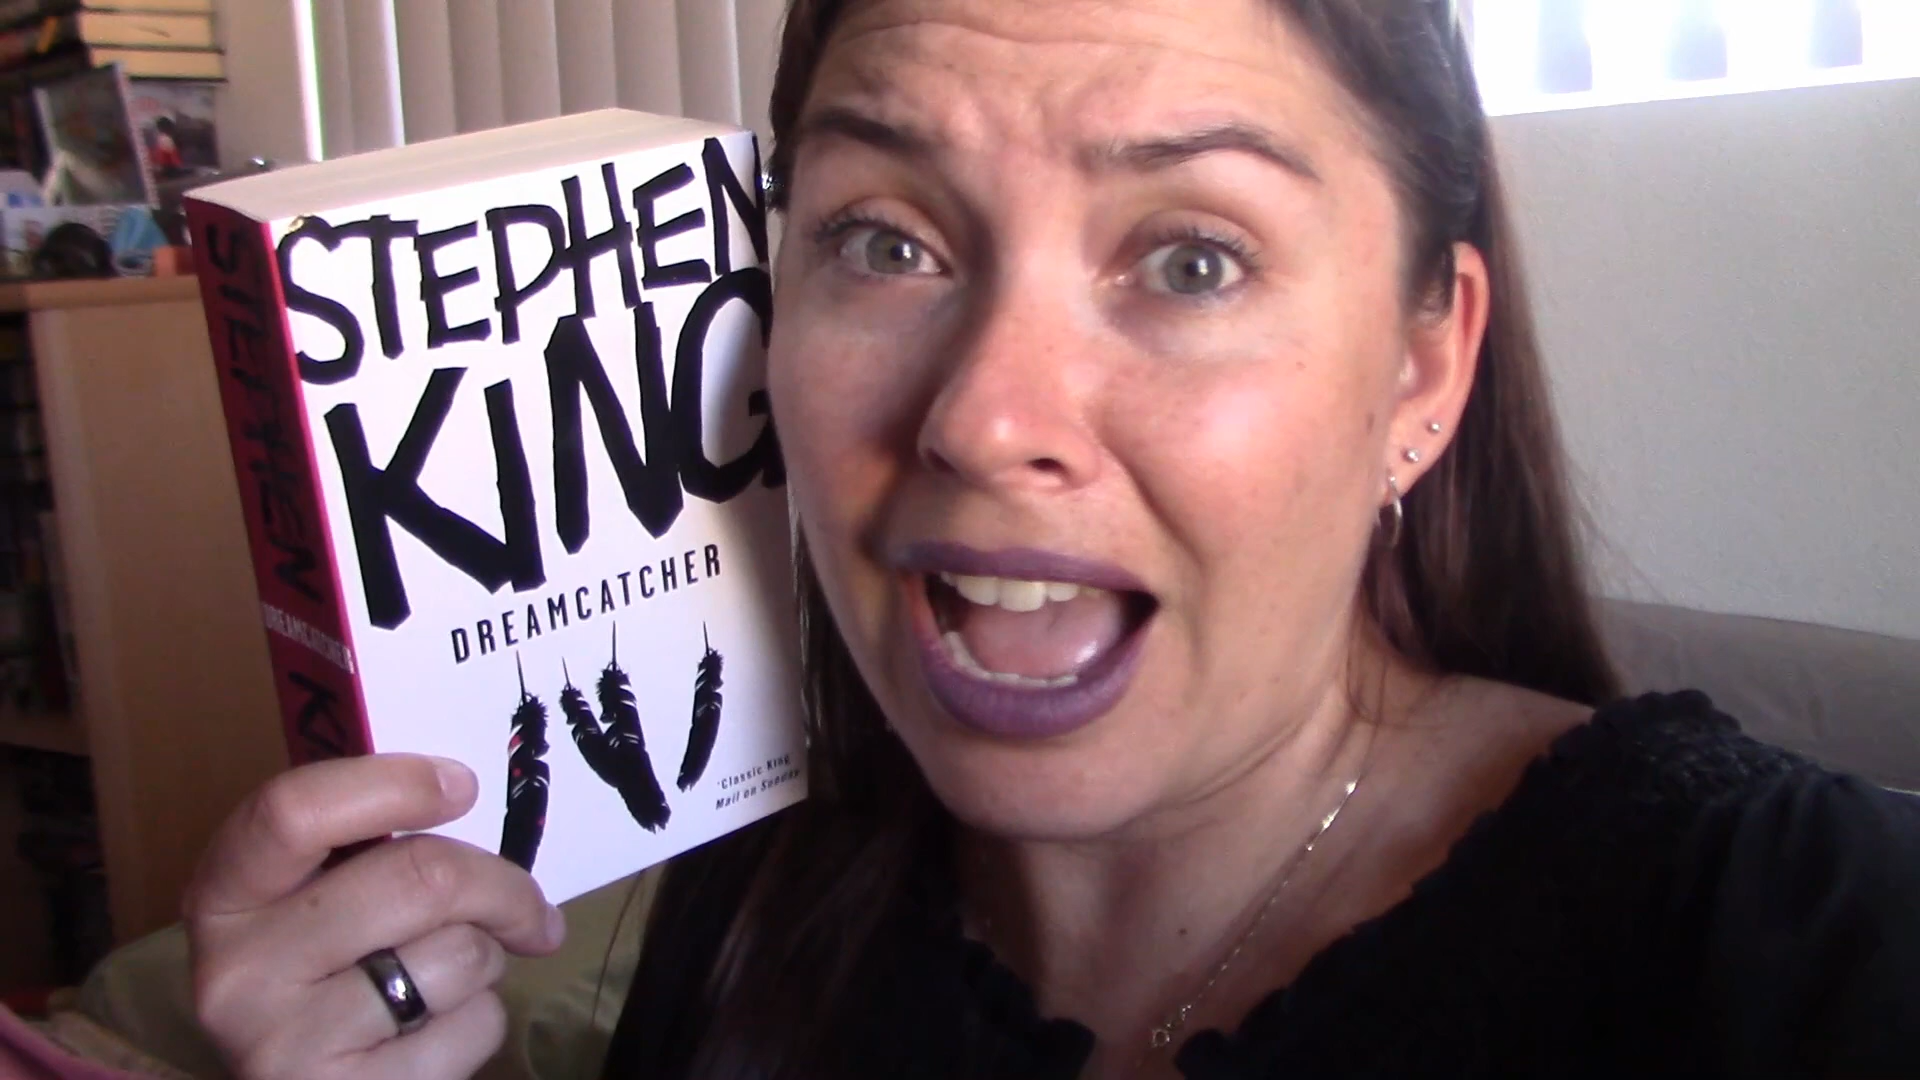 STEPHEN
KING
DREAMCATCHER
'Classic King
Mail on Sunday
STEPHEN
DREAMCATCHER